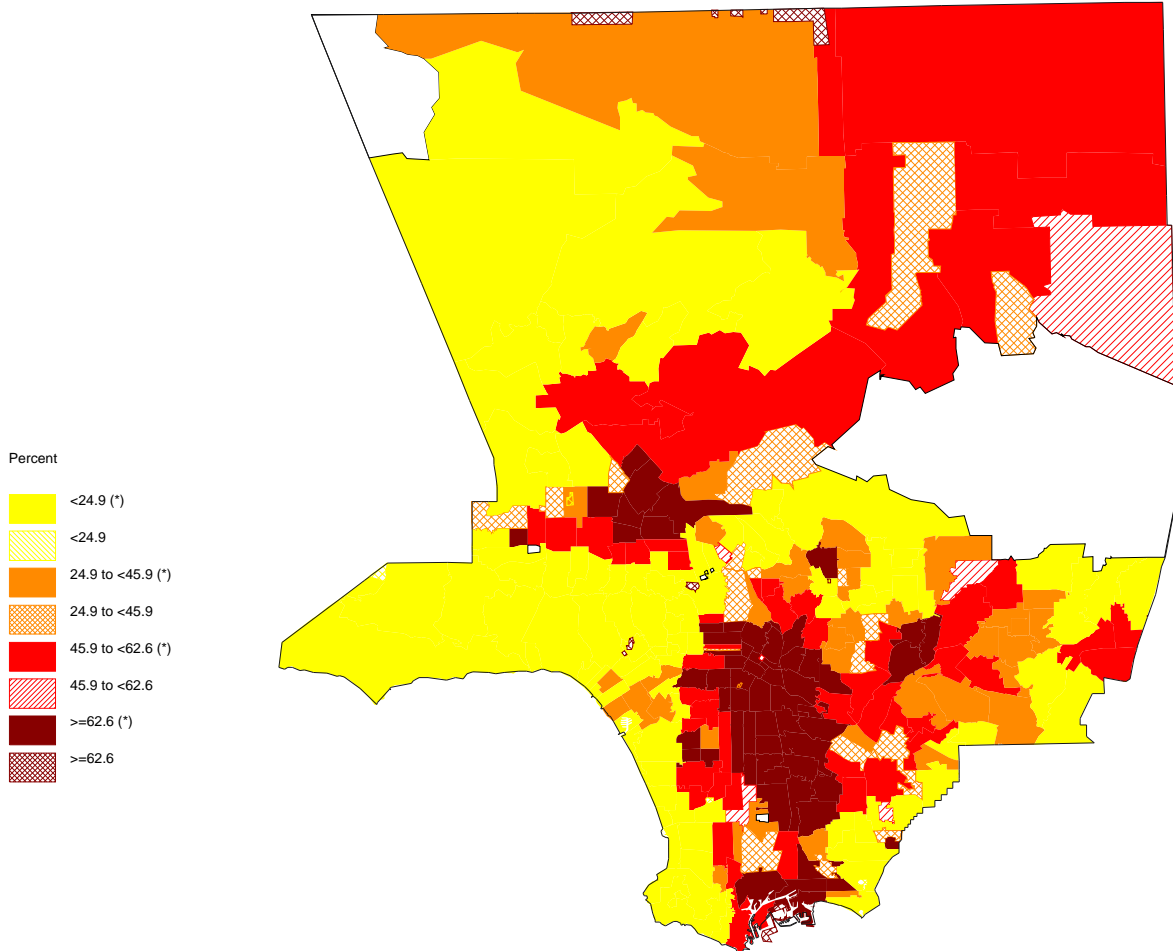 Percent
<24.9 (*)
<24.9
24.9 to <45.9 (*)
24.9 to <45.9
45.9 to <62.6 (*)
45.9 to <62.6
>=62.6 (*)
>=62.6